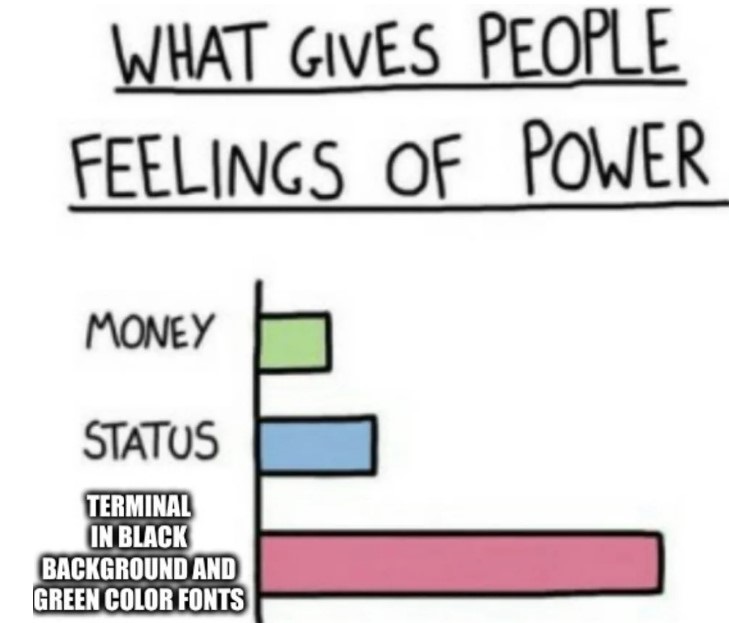 WHAT GIVES PEOPLE
FEELINGS OF POWER
MONEY
STATUS
TERMINAL
IN BLACK
BACKGROUND AND
GREEN COLOR FONTS